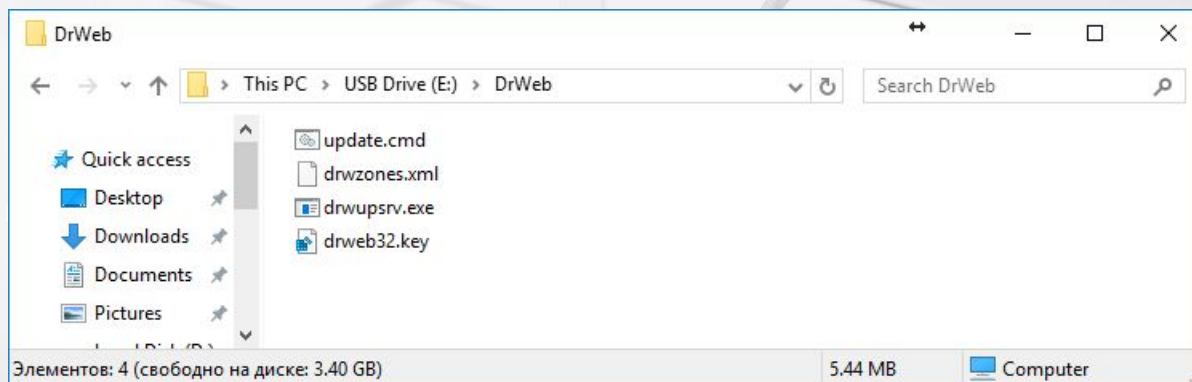 DrWeb
This PC > USB Drive (E:) > DrWeb
Search DrWeb
Quick access
Desktop
Downloads
Documents
Pictures
update.cmd
drwzones.xml
drwupsrv.exe
drweb32.key
Элементов: 4 (свободно на диске: 3.40 GB)
5.44 MB
Computer